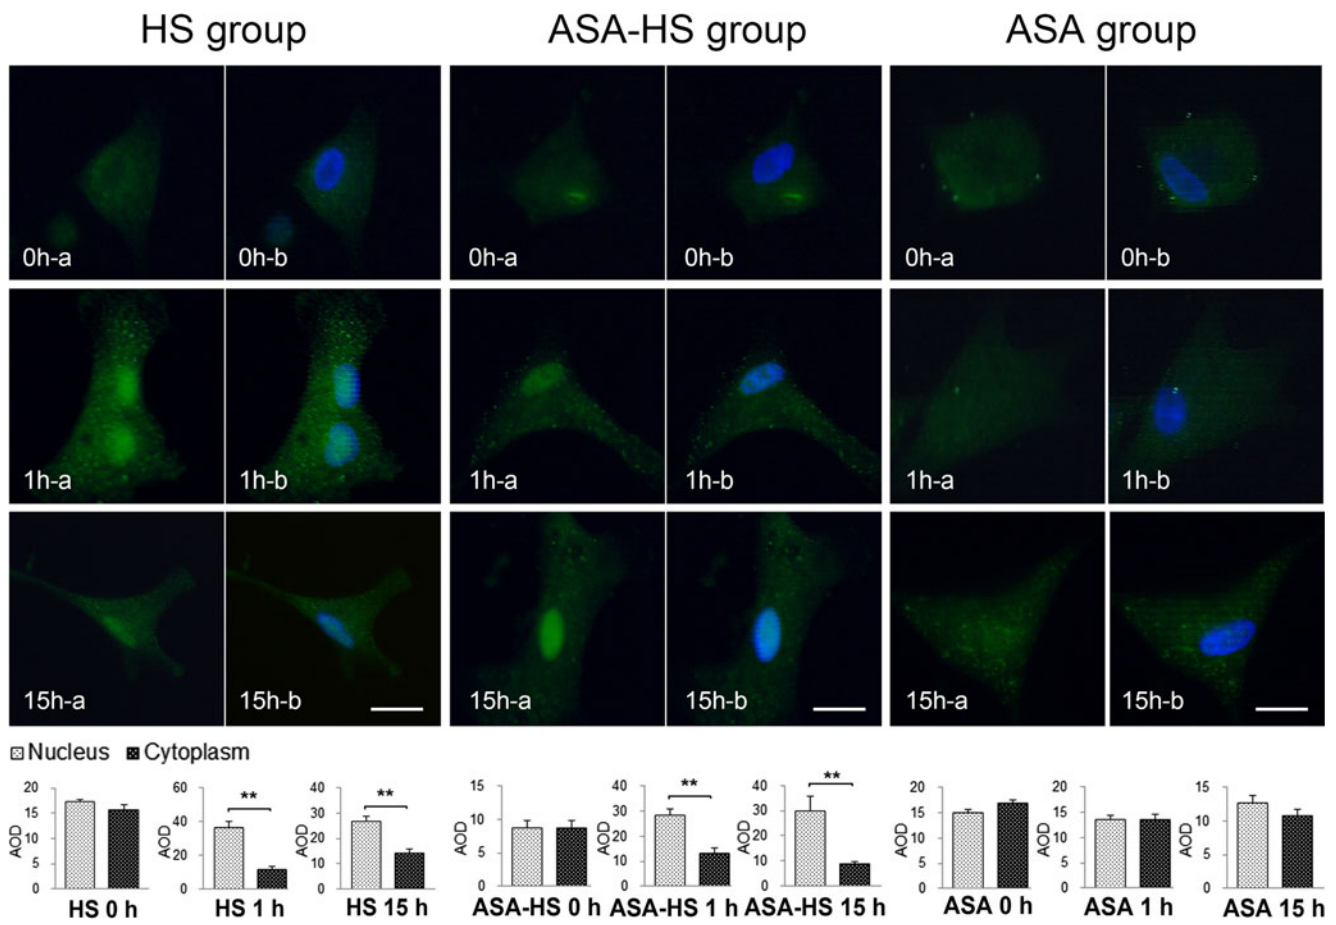 HS group
ASA-HS group
ASA group
0h-a
0h-b
0h-a
0h-b
0h-a
0h-b
1h-a
1h-b
1h-a
1h-b
1h-a
1h-b
15h-a
15h-b
15h-a
15h-b
15h-a
15h-b
Nucleus
Cytoplasm
20
15
10
5
0
AOD
HS 0 h
60
40
20
0
AOD
**
HS 1 h
40
30
20
10
0
AOD
**
HS 15 h
15
10
5
0
AOD
ASA-HS 0 h
40
30
20
10
0
AOD
**
ASA-HS 1 h
40
30
20
10
0
AOD
**
ASA-HS 15 h
20
15
10
5
0
AOD
ASA 0 h
20
15
10
5
0
AOD
ASA 1 h
15
10
5
0
AOD
ASA 15 h